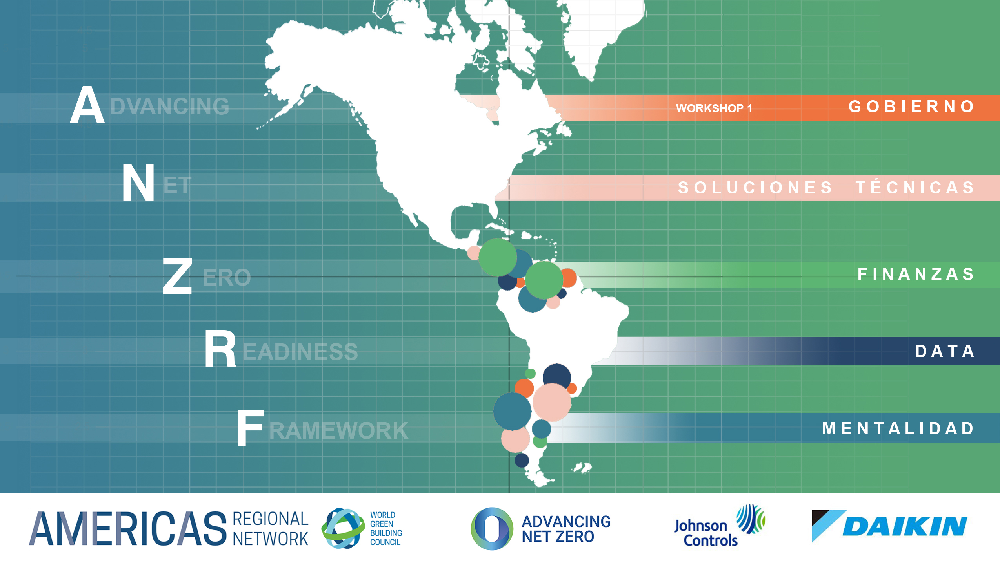 ADVANCING
WORKSHOP 1
GOBIERNO
NET
SOLUCIONES TÉCNICAS
ZERO
FINANZAS
READINESS
DATA
FRAMEWORK
MENTALIDAD
AMERICAS
REGIONAL
NETWORK
WORLD
GREEN
BUILDING
COUNCIL
ADVANCING
NET ZERO
Johnson
Controls
DAIKIN